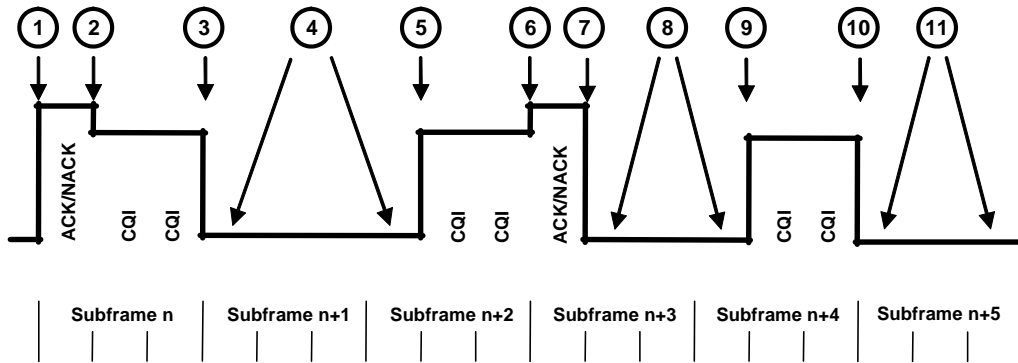 1 2 3 4 5 6 7 8 9 10 11
ACK/NACK CQI CQI CQI CQI ACK/NACK CQI CQI
Subframe n Subframe n+1 Subframe n+2 Subframe n+3 Subframe n+4 Subframe n+5